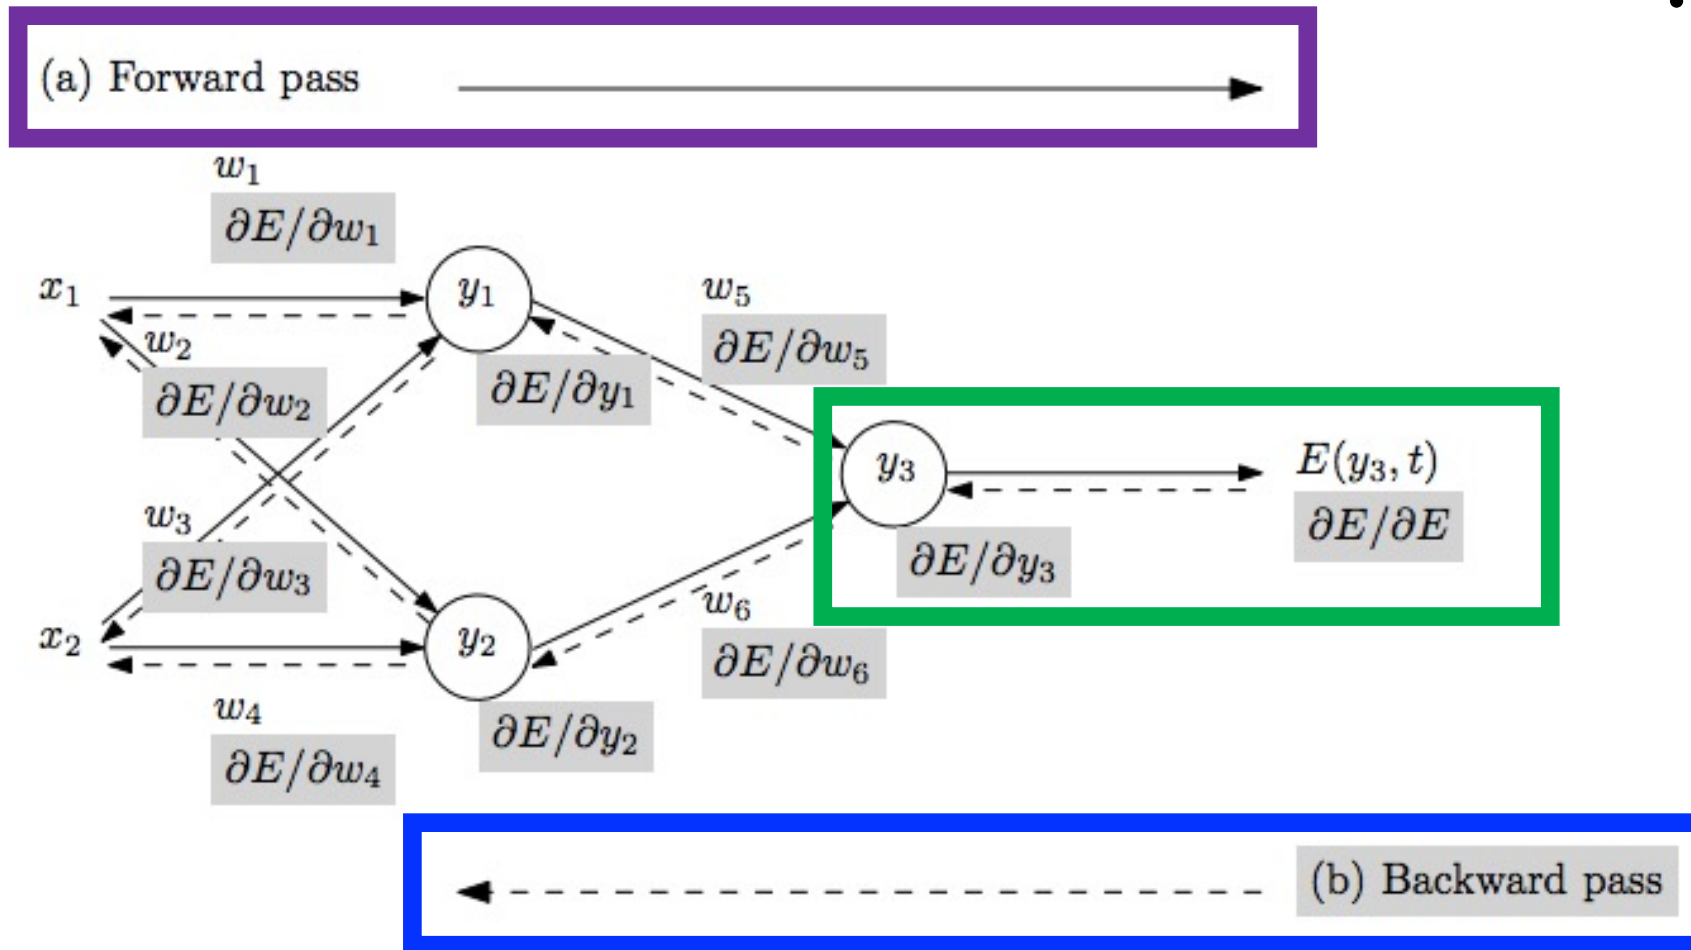 (a) Forward pass
w₁
∂E/∂w₁
x₁
y₁
w₅
w₂
∂E/∂w₅
∂E/∂w₂
∂E/∂y₁
y₃
E(y₃, t)
w₃
∂E/∂E
∂E/∂w₃
∂E/∂y₃
w₆
x₂
y₂
∂E/∂w₆
w₄
∂E/∂y₂
∂E/∂w₄
(b) Backward pass